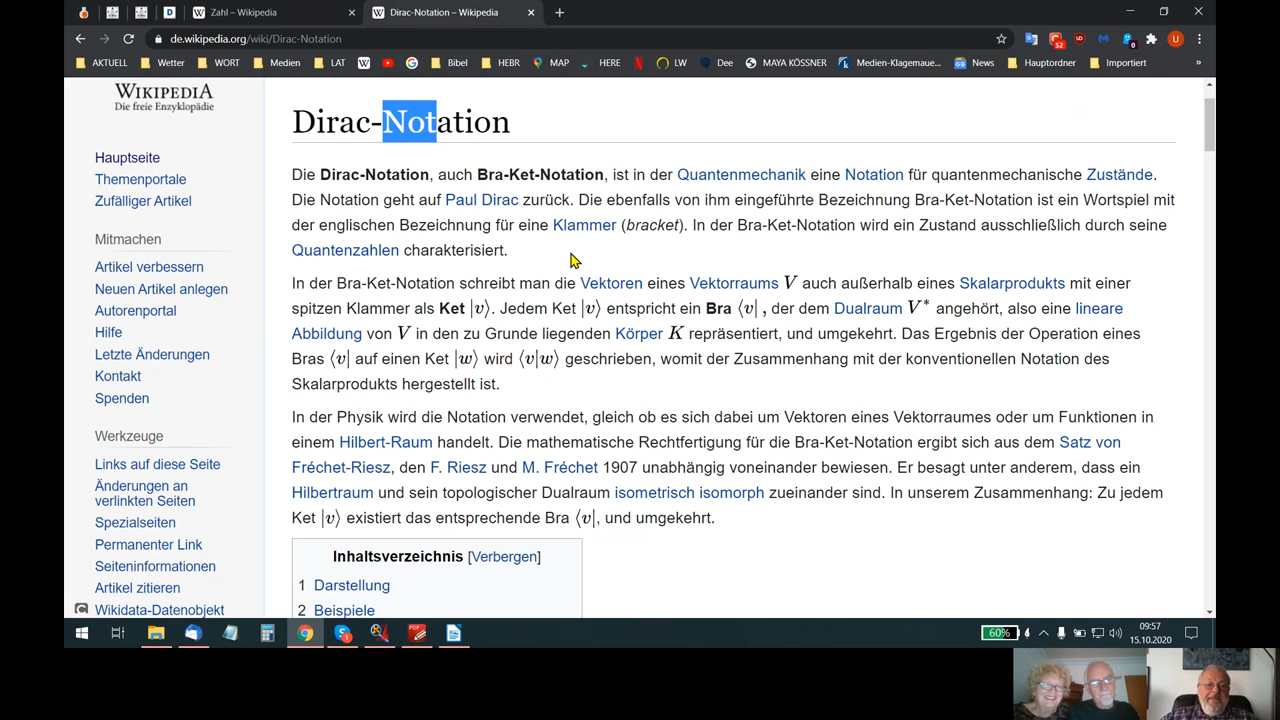 Zahl – Wikipedia
Dirac-Notation – Wikipedia
de.wikipedia.org/wiki/Dirac-Notation
52
0
U
AKTUELL
Wetter
WORT
Medien
LAT
Bibel
HEBR
MAP
HERE
LW
Dee
MAYA KÖSSNER
Medien-Klagemaue...
News
Hauptordner
Importiert
»
WIKIPEDIA
Die freie Enzyklopädie
Hauptseite
Themenportale
Zufälliger Artikel
Mitmachen
Artikel verbessern
Neuen Artikel anlegen
Autorenportal
Hilfe
Letzte Änderungen
Kontakt
Spenden
Werkzeuge
Links auf diese Seite
Änderungen an
verlinkten Seiten
Spezialseiten
Permanenter Link
Seiteninformationen
Artikel zitieren
Wikidata-Datenobjekt
Dirac-Notation
Die Dirac-Notation, auch Bra-Ket-Notation, ist in der Quantenmechanik eine Notation für quantenmechanische Zustände.
Die Notation geht auf Paul Dirac zurück. Die ebenfalls von ihm eingeführte Bezeichnung Bra-Ket-Notation ist ein Wortspiel mit
der englischen Bezeichnung für eine Klammer (bracket). In der Bra-Ket-Notation wird ein Zustand ausschließlich durch seine
Quantenzahlen charakterisiert.
In der Bra-Ket-Notation schreibt man die Vektoren eines Vektorraums V auch außerhalb eines Skalarprodukts mit einer
spitzen Klammer als Ket |v⟩. Jedem Ket |v⟩ entspricht ein Bra ⟨v|, der dem Dualraum V* angehört, also eine lineare
Abbildung von V in den zu Grunde liegenden Körper K repräsentiert, und umgekehrt. Das Ergebnis der Operation eines
Bras ⟨v| auf einen Ket |w⟩ wird ⟨v|w⟩ geschrieben, womit der Zusammenhang mit der konventionellen Notation des
Skalarprodukts hergestellt ist.
In der Physik wird die Notation verwendet, gleich ob es sich dabei um Vektoren eines Vektorraumes oder um Funktionen in
einem Hilbert-Raum handelt. Die mathematische Rechtfertigung für die Bra-Ket-Notation ergibt sich aus dem Satz von
Fréchet-Riesz, den F. Riesz und M. Fréchet 1907 unabhängig voneinander bewiesen. Er besagt unter anderem, dass ein
Hilbertraum und sein topologischer Dualraum isometrisch isomorph zueinander sind. In unserem Zusammenhang: Zu jedem
Ket |v⟩ existiert das entsprechende Bra ⟨v|, und umgekehrt.
Inhaltsverzeichnis [Verbergen]
1 Darstellung
2 Beispiele
60%
09:57
15.10.2020